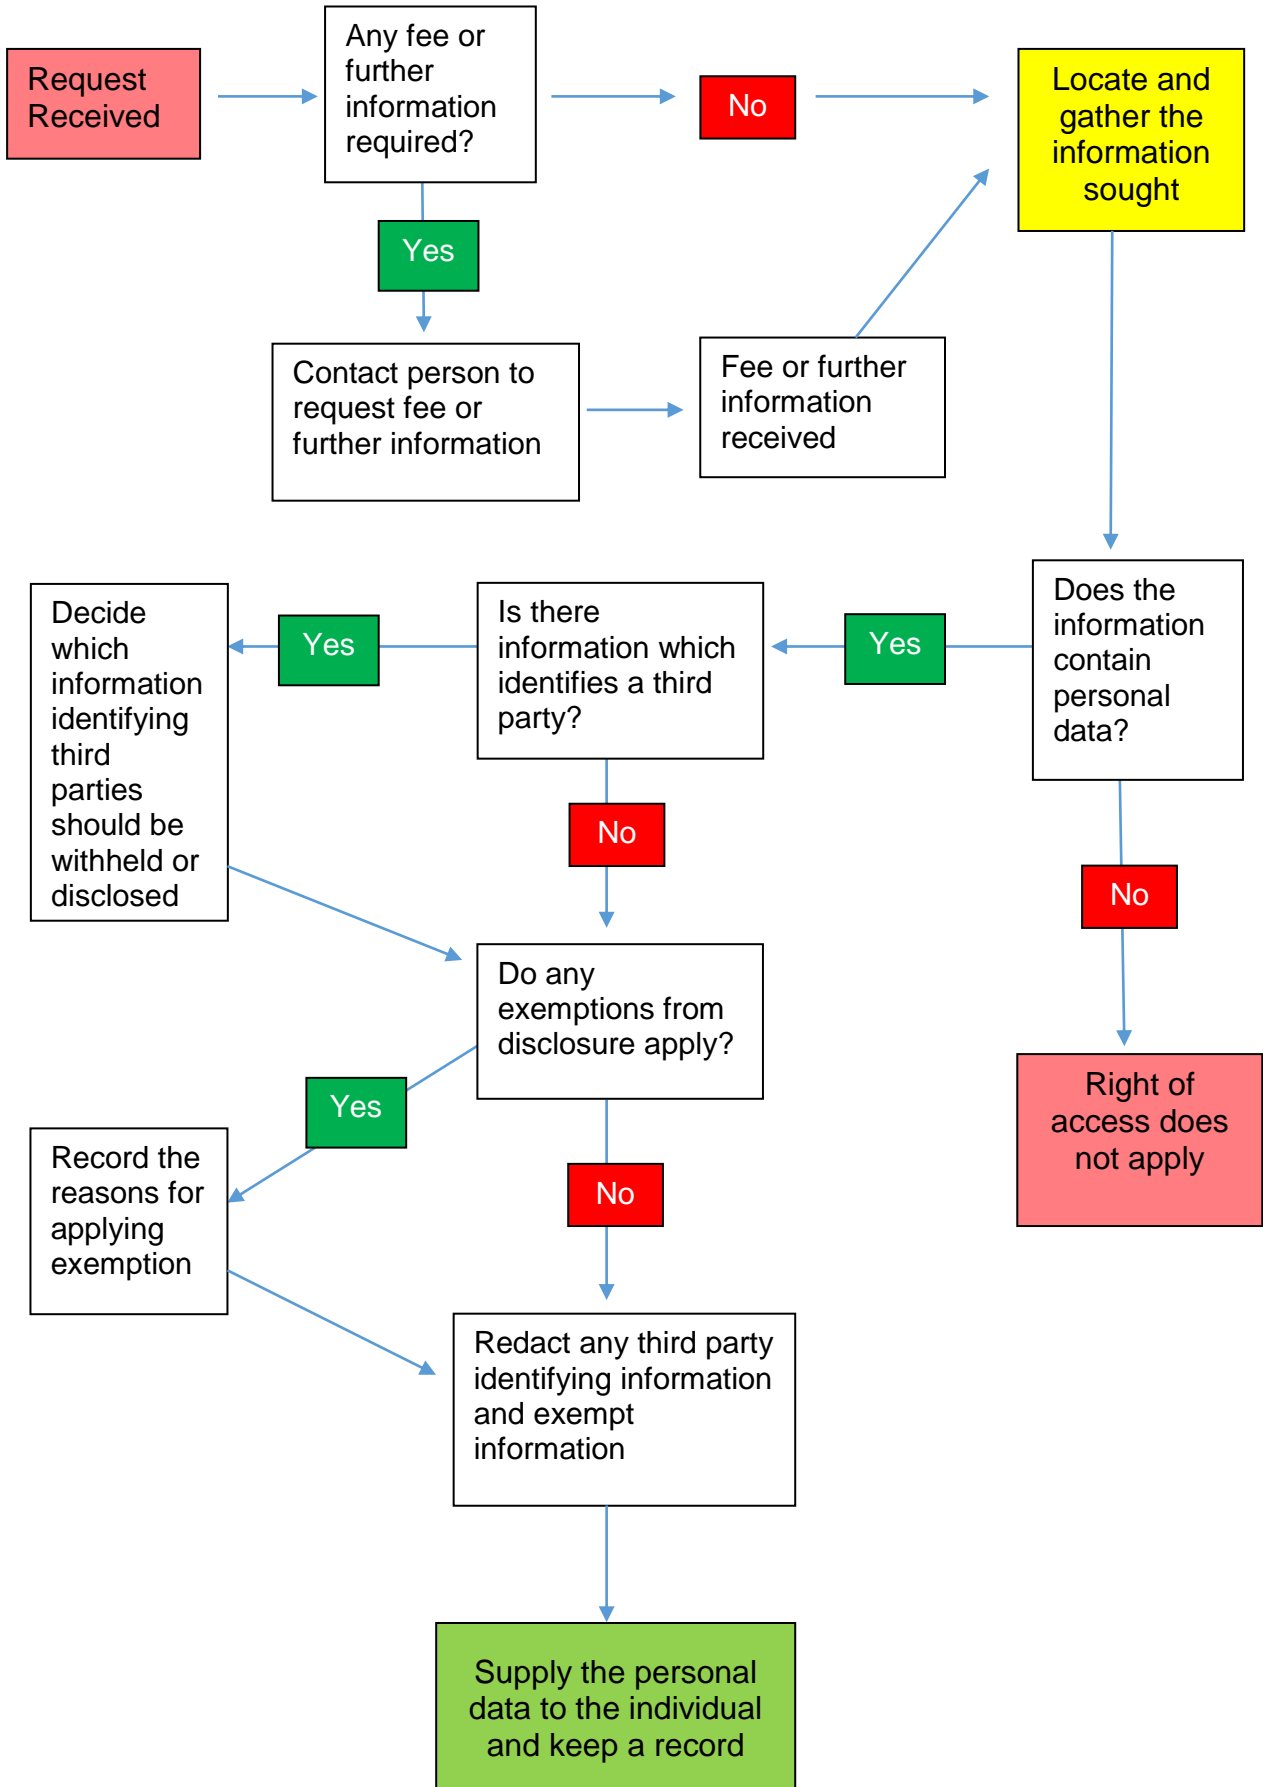 Request
Received
Any fee or
further
information
required?
No
Locate and
gather the
information
sought
Yes
Contact person to
request fee or
further information
Fee or further
information
received
Does the
information
contain
personal
data?
Yes
Is there
information which
identifies a third
party?
Yes
Decide
which
information
identifying
third
parties
should be
withheld or
disclosed
No
No
Do any
exemptions from
disclosure apply?
Right of
access does
not apply
Yes
Record the
reasons for
applying
exemption
No
Redact any third party
identifying information
and exempt
information
Supply the personal
data to the individual
and keep a record